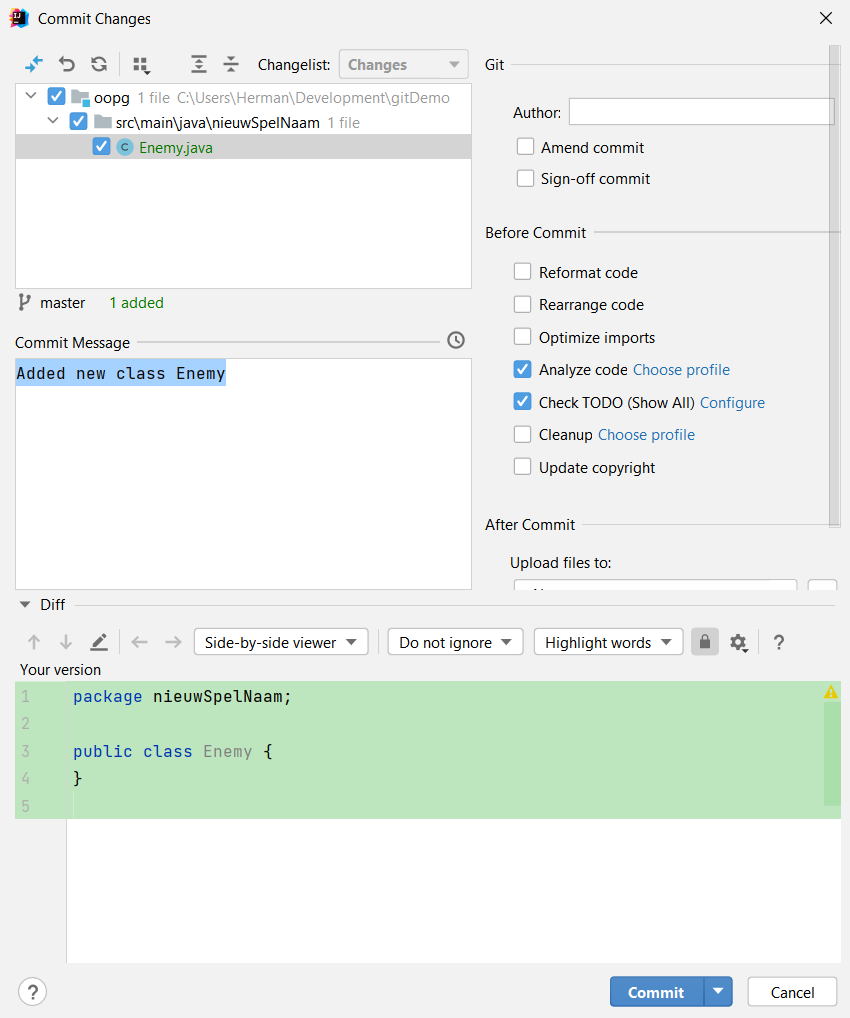 Commit Changes
Changelist: Changes
oopg 1 file C:\Users\Herman\Development\gitDemo
src\main\java\nieuwSpelNaam 1 file
C Enemy.java
master 1 added
Commit Message
Added new class Enemy
Git
Author:
Amend commit
Sign-off commit
Before Commit
Reformat code
Rearrange code
Optimize imports
Analyze code Choose profile
Check TODO (Show All) Configure
Cleanup Choose profile
Update copyright
After Commit
Upload files to:
Diff
Side-by-side viewer Do not ignore Highlight words ?
Your version
1 package nieuwSpelNaam;
2
3 public class Enemy {
4 }
5
? Commit Cancel